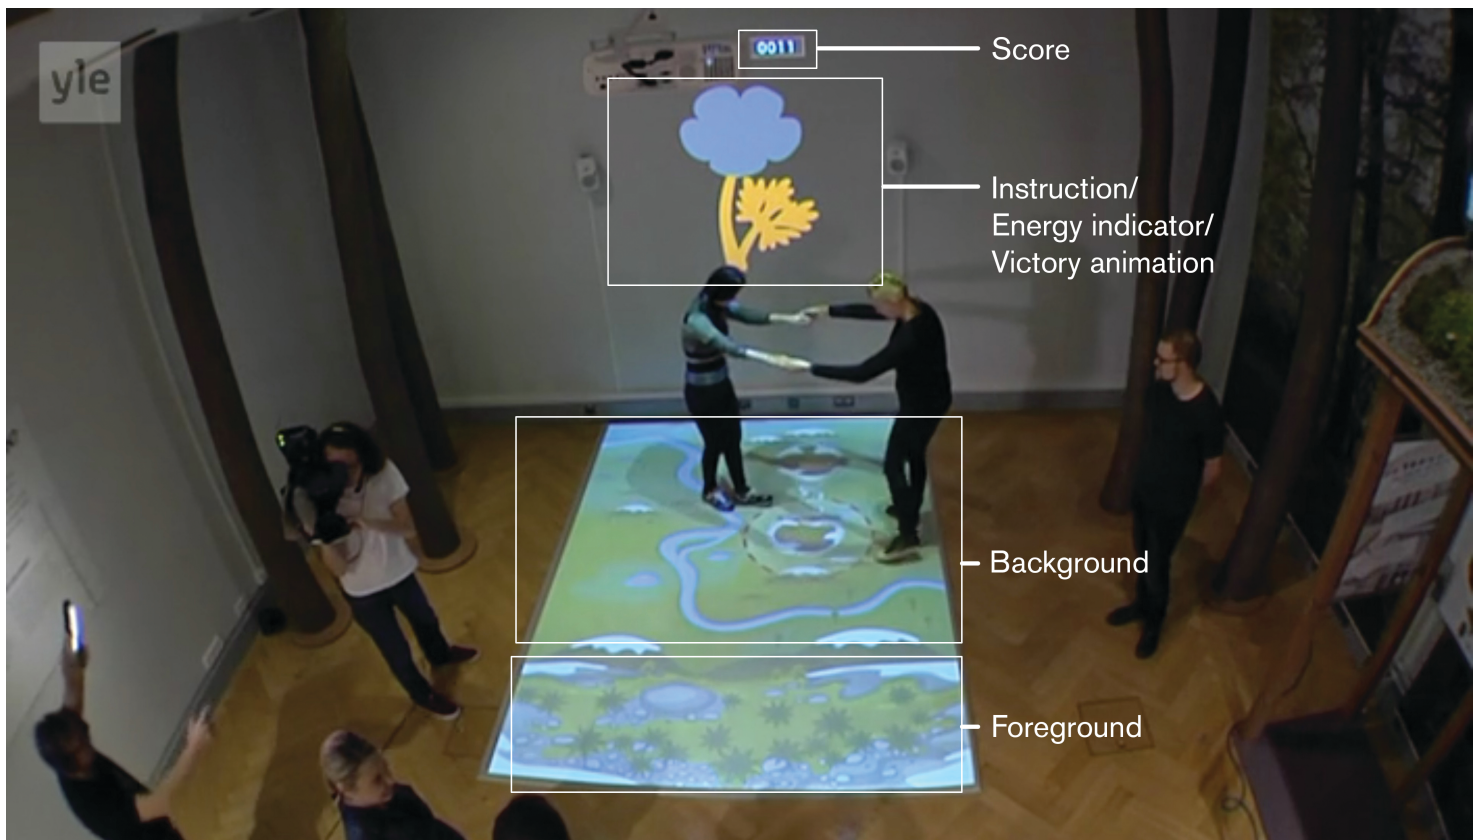 yle
0011
Score
Instruction/
Energy indicator/
Victory animation
Background
Foreground